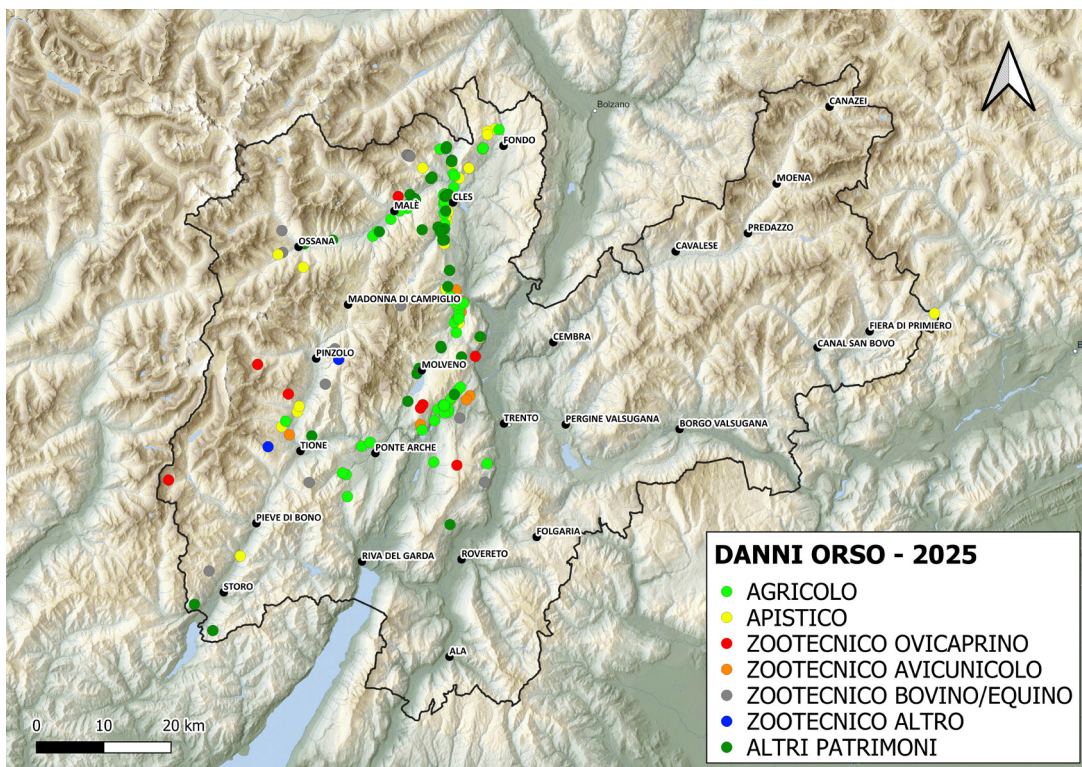 CANAZEI
Bolzano
FONDO
MOENA
CLES
MALÈ
PREDAZZO
OSSANA
CAVALESE
MADONNA DI CAMPIGLIO
FIERA DI PRIMIERO
CEMBRA
CANAL SAN BOVO
B
PINZOLO
MOLVENO
TRENTO
PERGINE VALSUGANA
BORGO VALSUGANA
TIONE
PONTE ARCHE
PIEVE DI BONO
FOLGARIA
RIVA DEL GARDA
ROVERETO
STORO
ALA
DANNI ORSO - 2025
AGRICOLO
APISTICO
ZOOTECNICO OVICAPRINO
ZOOTECNICO AVICUNICOLO
ZOOTECNICO BOVINO/EQUINO
ZOOTECNICO ALTRO
ALTRI PATRIMONI
0 10 20 km